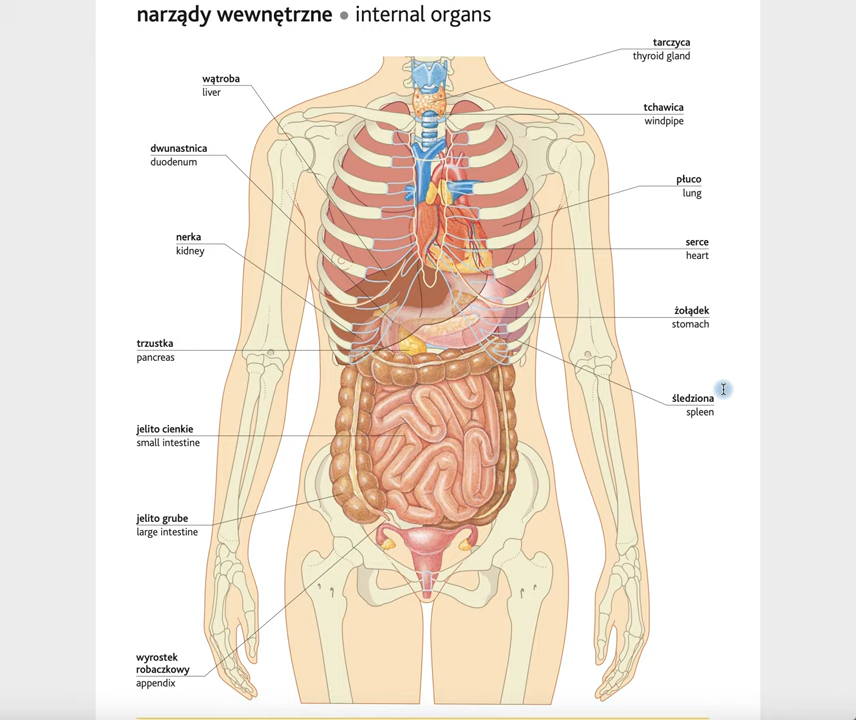 narządy wewnętrzne • internal organs
tarczyca
thyroid gland
wątroba
liver
tchawica
windpipe
dwunastnica
duodenum
płuco
lung
nerka
kidney
serce
heart
żołądek
stomach
trzustka
pancreas
śledziona
spleen
jelito cienkie
small intestine
jelito grube
large intestine
wyrostek
robaczkowy
appendix